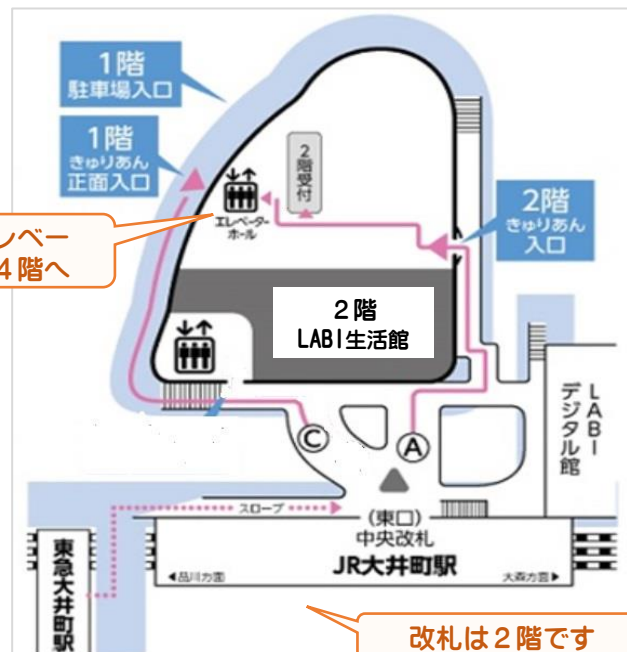 1階
駐車場入口
1階
きゅりあん
正面入口
2階受付
エレベーター
ホール
2階
きゅりあん
入口
レベー
4階へ
2階
LABI生活館
LABI
デジタル館
C
A
スロープ
(東口)
中央改札
JR大井町駅
◀品川方面
大森方面▶
東急大井町駅
改札は2階です